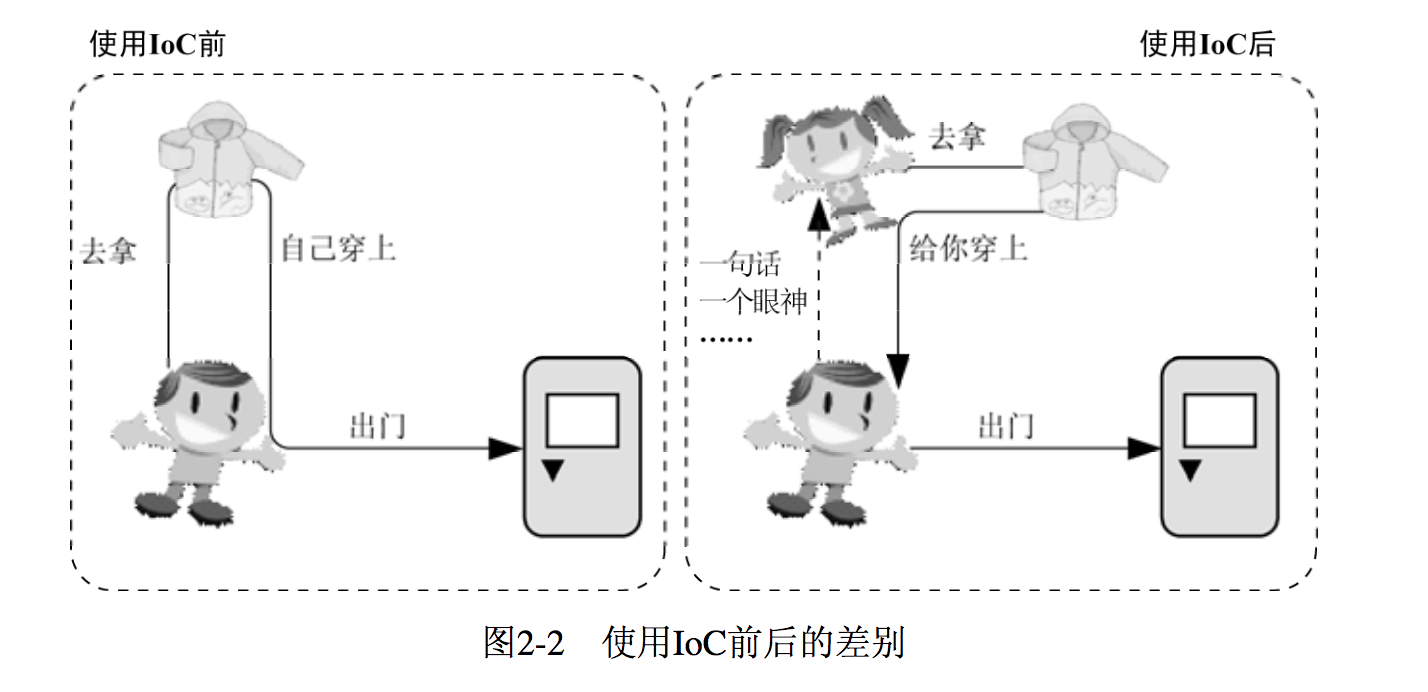 使用IoC前
去拿
自己穿上
出门
使用IoC后
去拿
给你穿上
一句话
一个眼神
……
出门
图2-2 使用IoC前后的差别